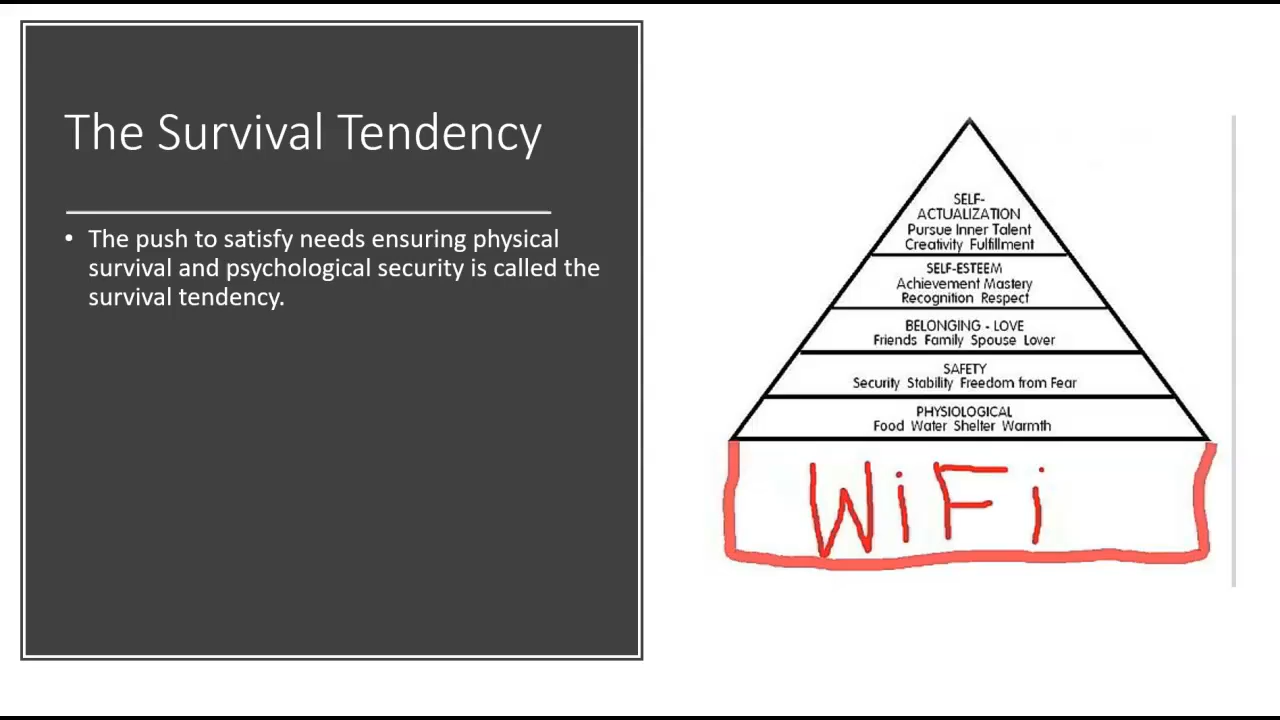 The Survival Tendency
• The push to satisfy needs ensuring physical
survival and psychological security is called the
survival tendency.
SELF-
ACTUALIZATION
Pursue Inner Talent
Creativity Fulfillment
SELF-ESTEEM
Achievement Mastery
Recognition Respect
BELONGING - LOVE
Friends Family Spouse Lover
SAFETY
Security Stability Freedom from Fear
PHYSIOLOGICAL
Food Water Shelter Warmth
WiFi